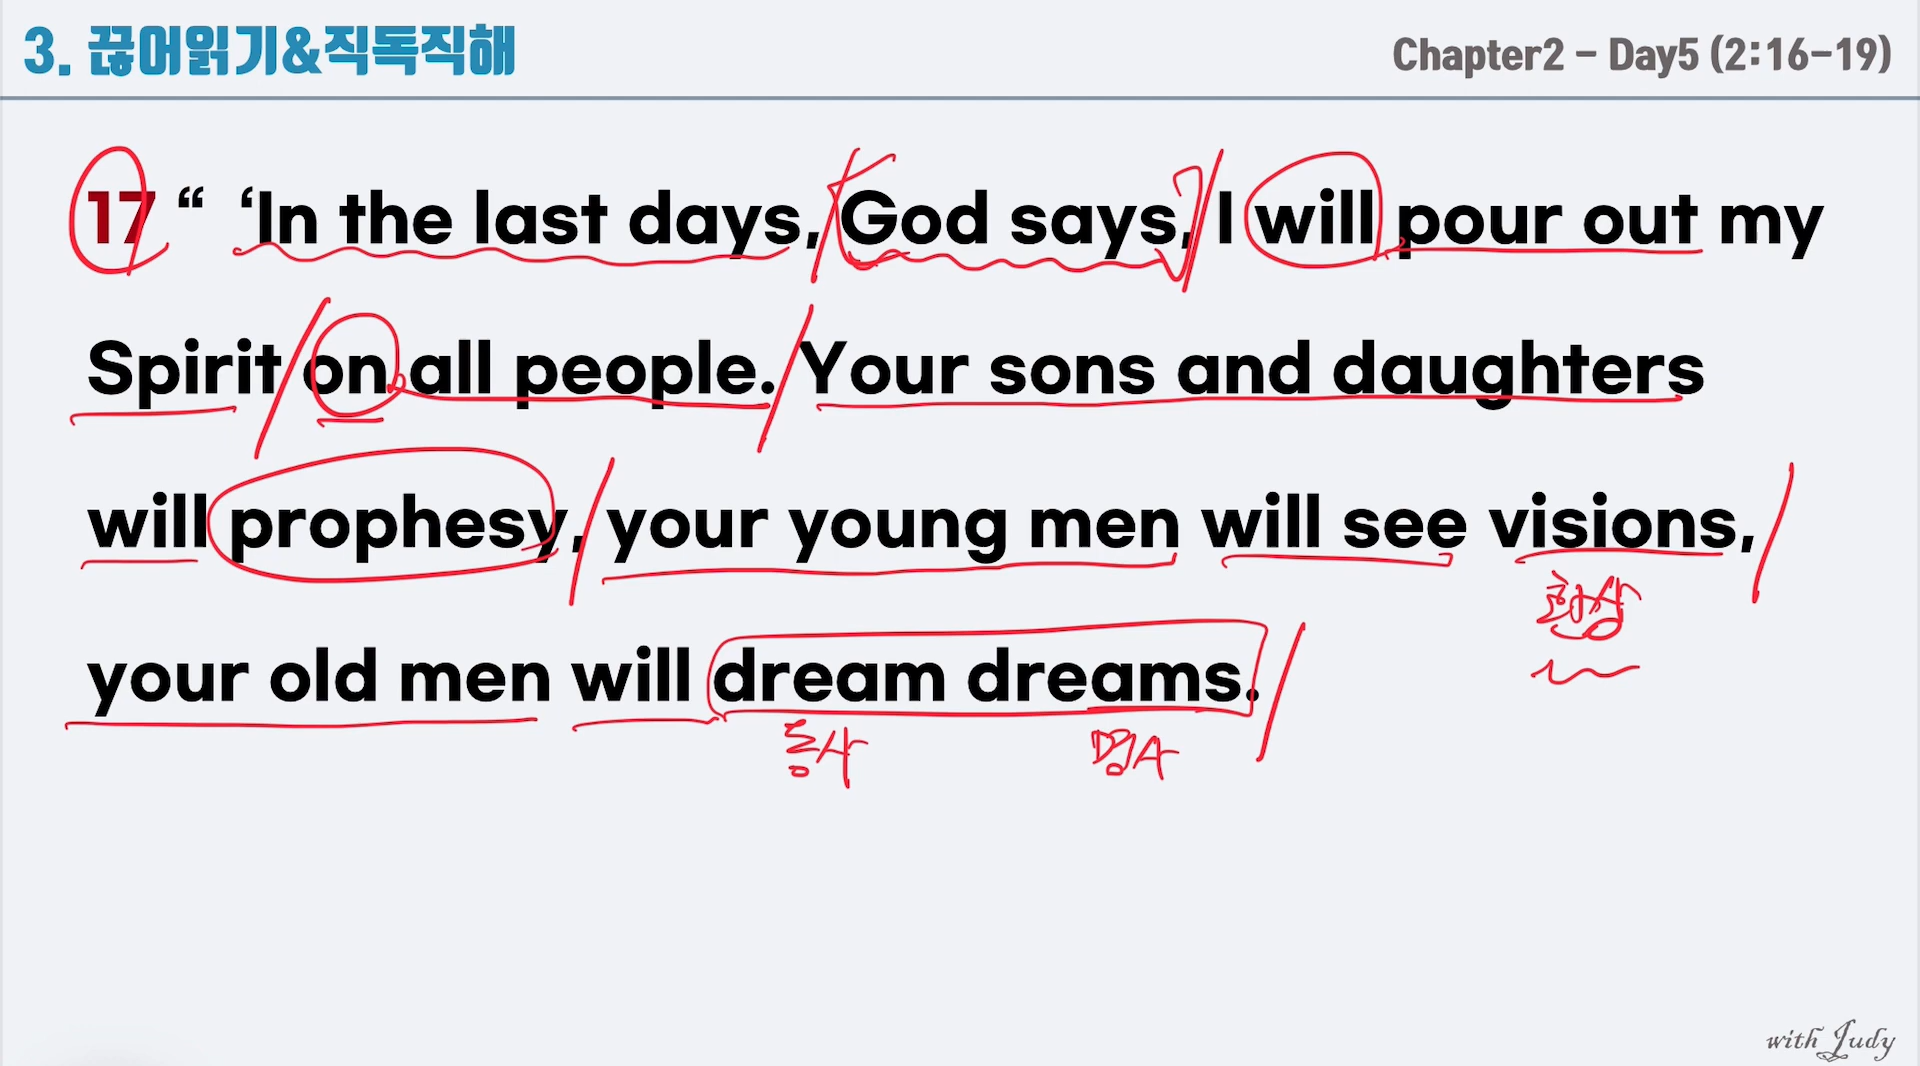 3. 끊어읽기&직독직해
Chapter2 - Day5 (2:16-19)
17 “ ‘In the last days, God says, I will pour out my
Spirit on all people. Your sons and daughters
will prophesy, your young men will see visions,
환상
your old men will dream dreams.
동사 명사
with Judy